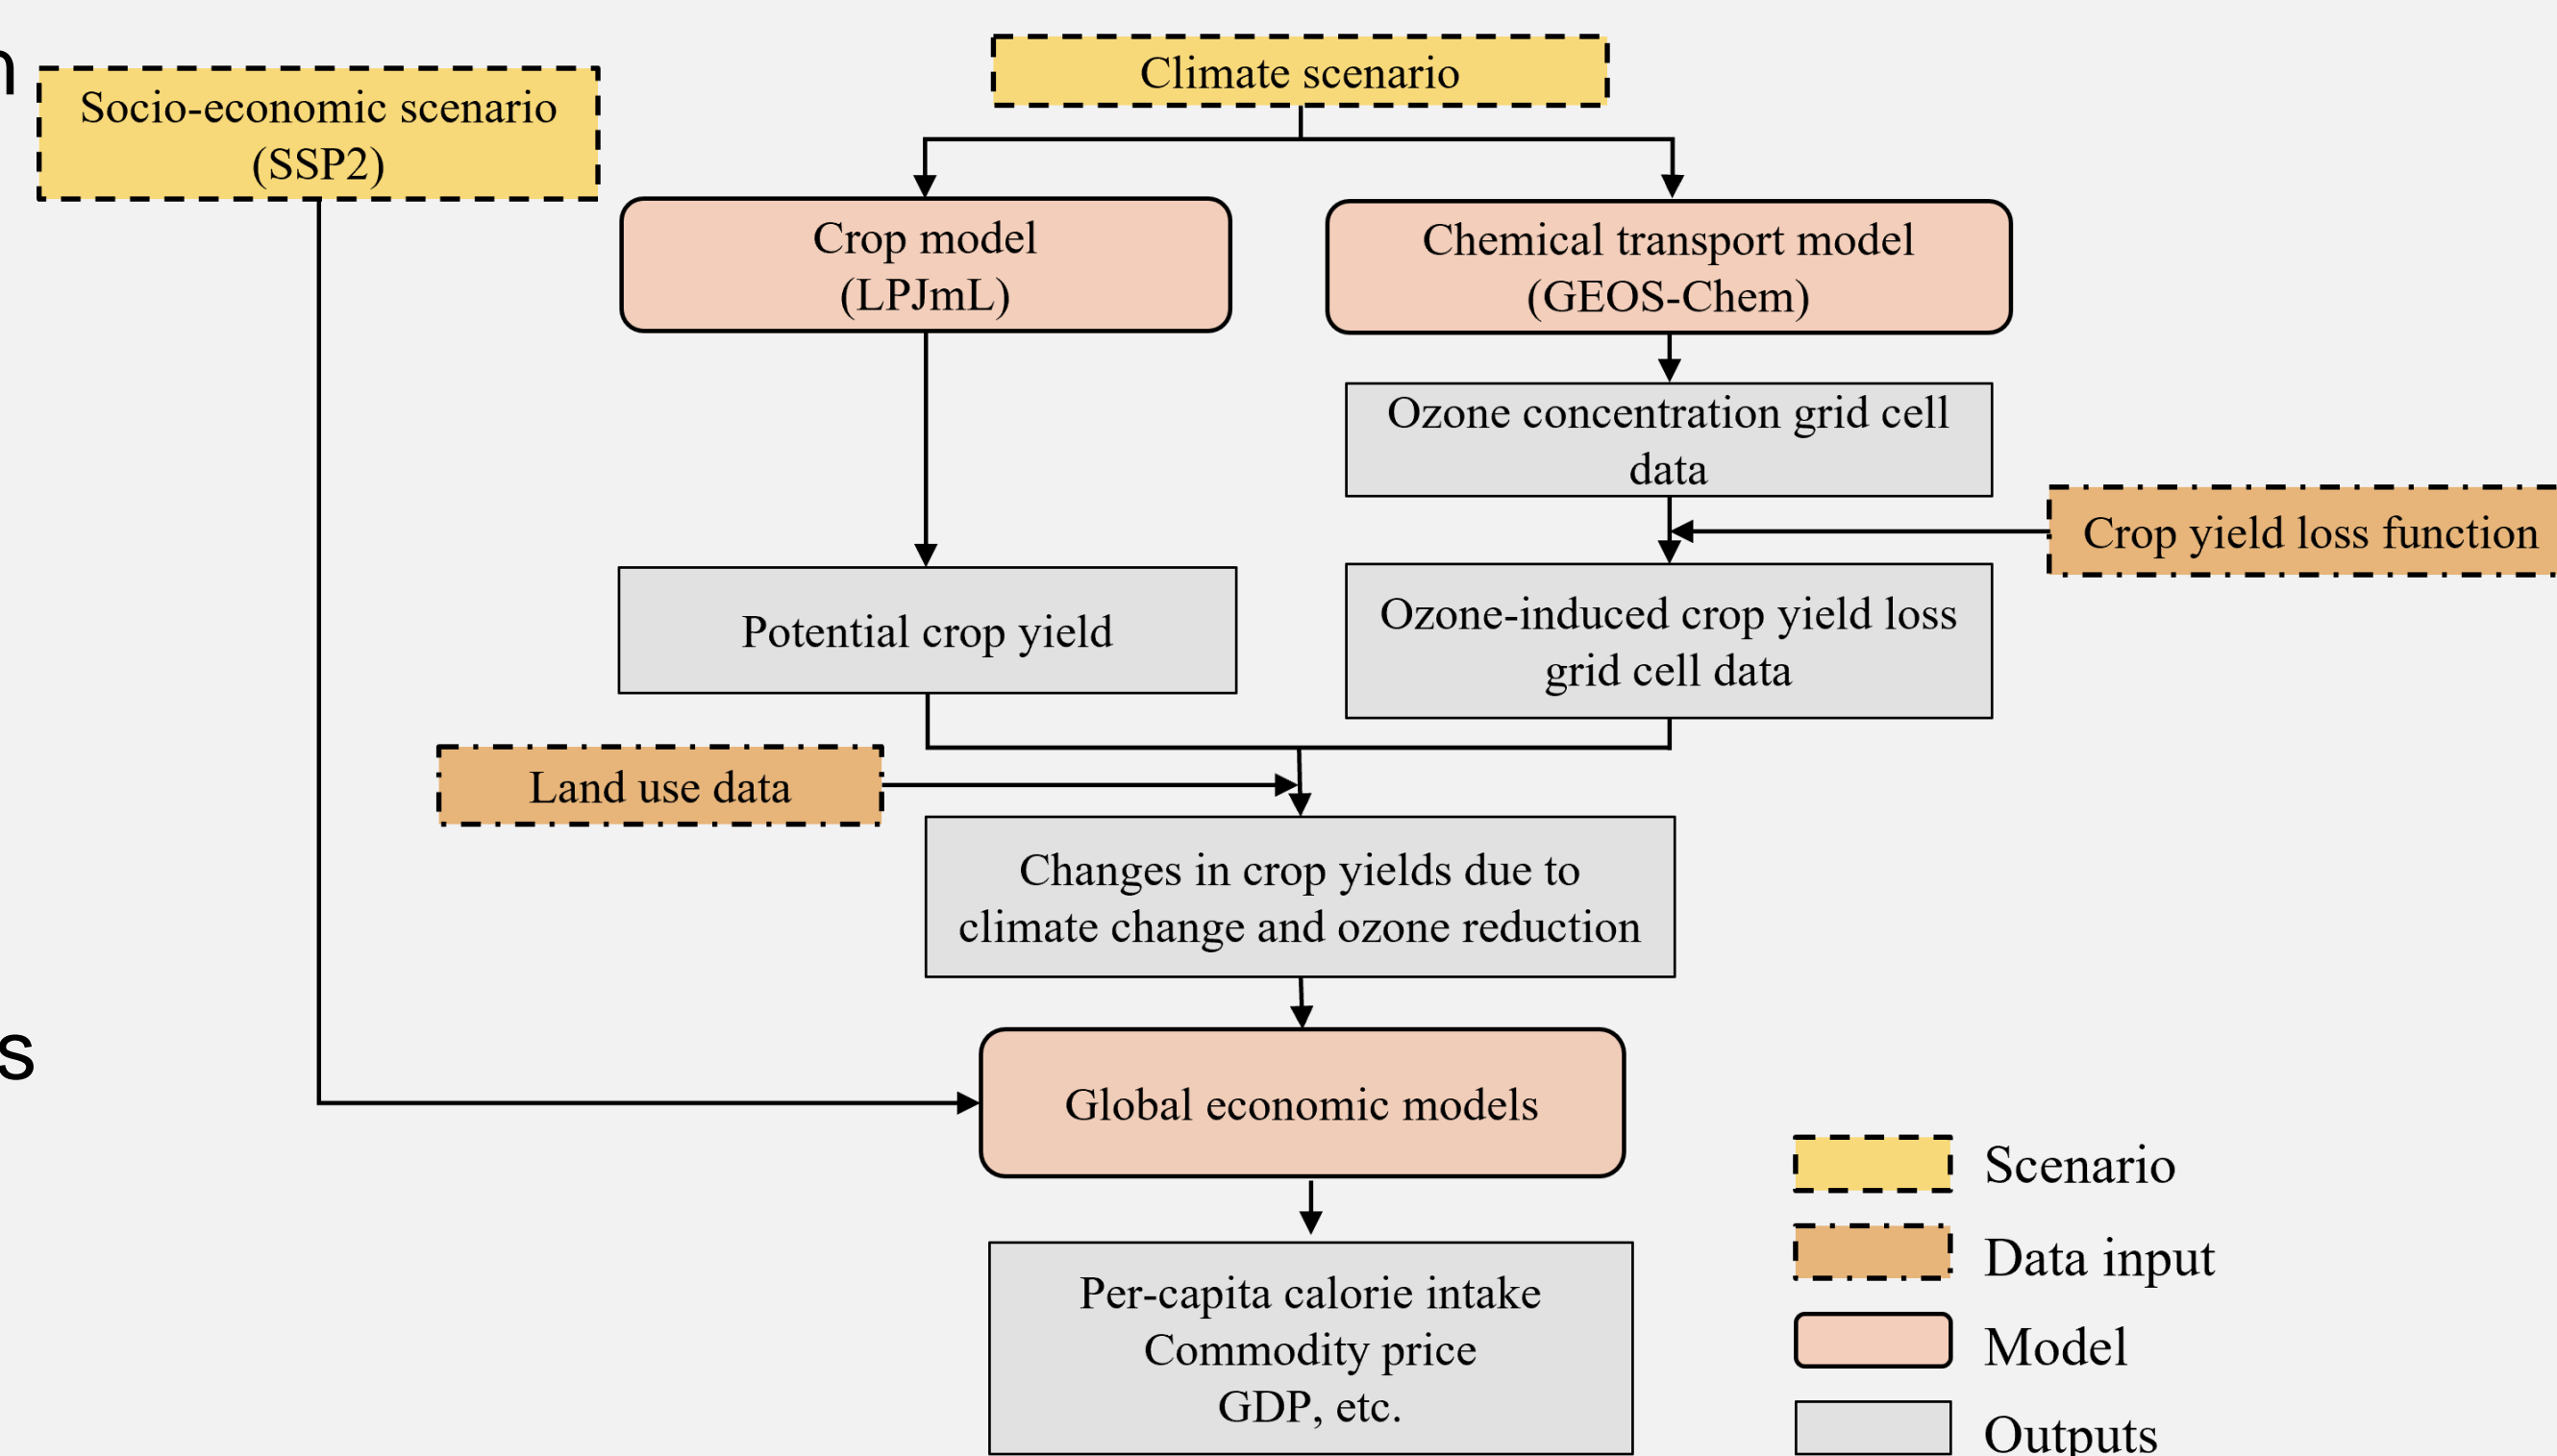 n
Climate scenario
Socio-economic scenario
(SSP2)
Crop model
(LPJmL)
Chemical transport model
(GEOS-Chem)
Ozone concentration grid cell
data
Crop yield loss function
Potential crop yield
Ozone-induced crop yield loss
grid cell data
Land use data
Changes in crop yields due to
climate change and ozone reduction
s
Global economic models
Per-capita calorie intake
Commodity price
GDP, etc.
Scenario
Data input
Model
Outputs